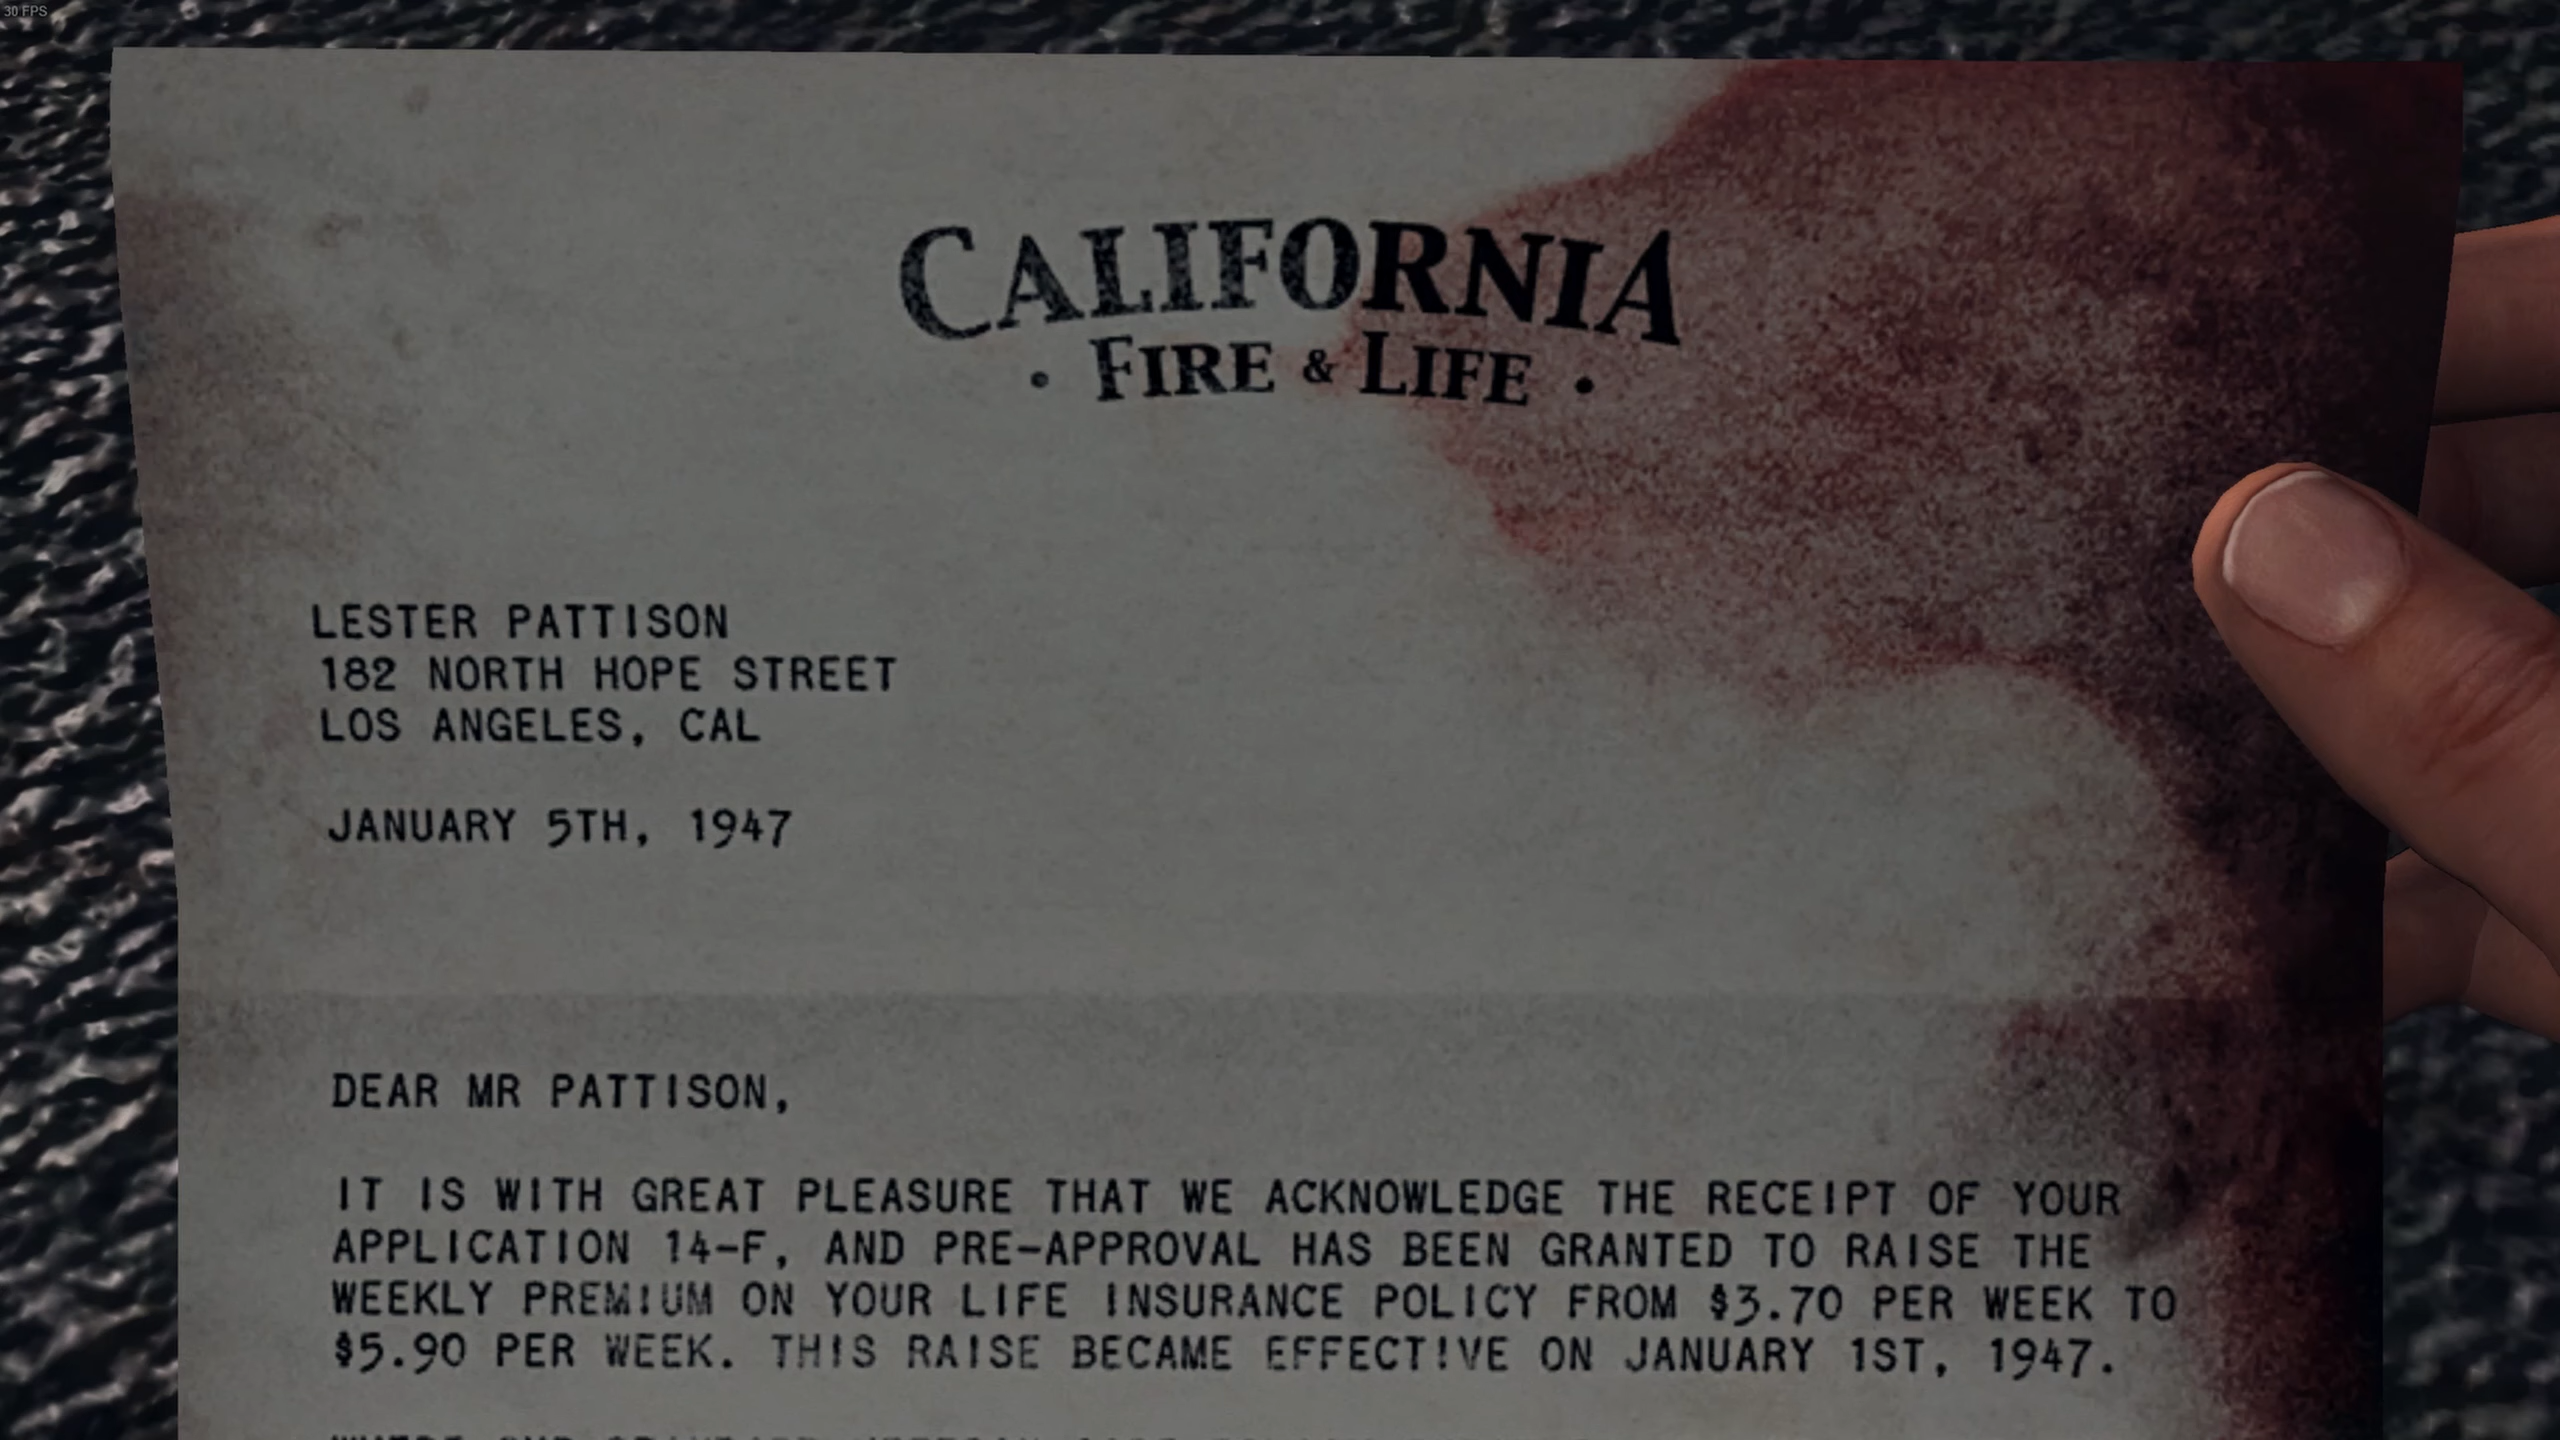 30 FPS
CALIFORNIA
• FIRE & LIFE •
LESTER PATTISON
182 NORTH HOPE STREET
LOS ANGELES, CAL
JANUARY 5TH, 1947
DEAR MR PATTISON,
IT IS WITH GREAT PLEASURE THAT WE ACKNOWLEDGE THE RECEIPT OF YOUR
APPLICATION 14-F, AND PRE-APPROVAL HAS BEEN GRANTED TO RAISE THE
WEEKLY PREMIUM ON YOUR LIFE INSURANCE POLICY FROM $3.70 PER WEEK TO
$5.90 PER WEEK. THIS RAISE BECAME EFFECTIVE ON JANUARY 1ST, 1947.